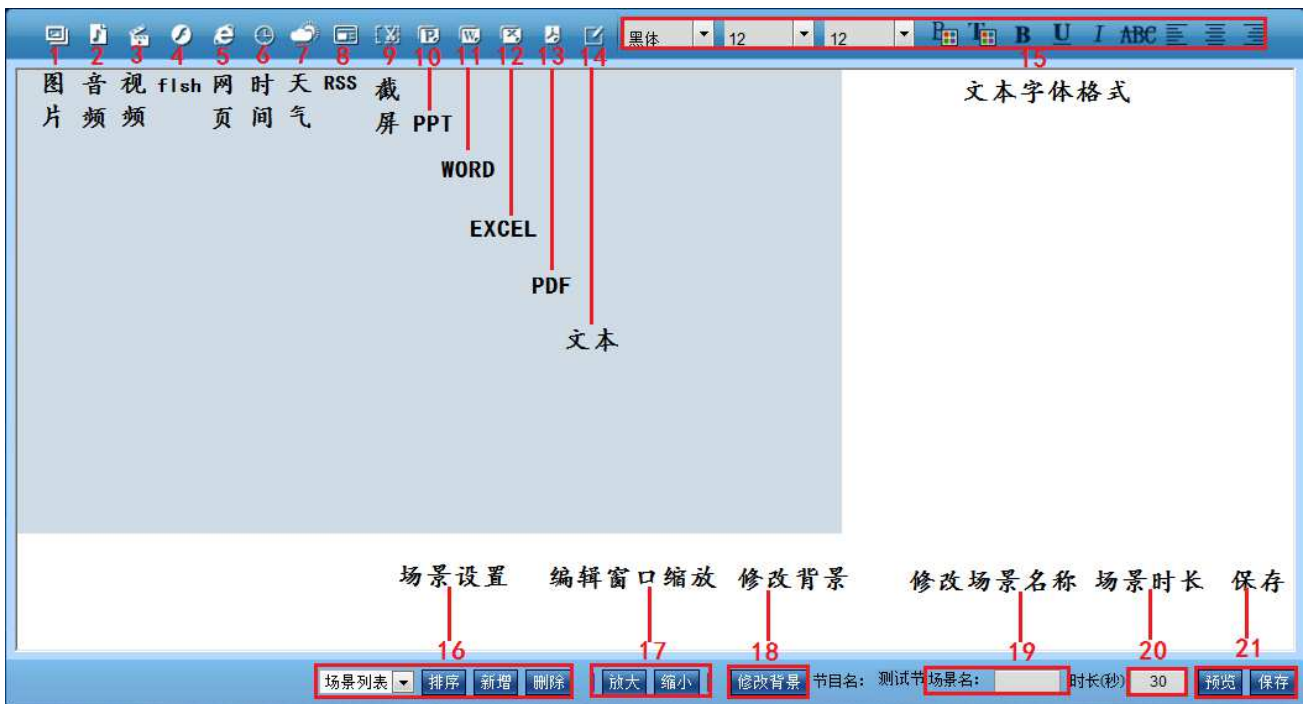 黑体 12 12 B T B U I ABC
1 2 3 4 5 6 7 8 9 10 11 12 13 14 15
图片 音频 视频 flsh 网页 时间 天气 RSS 截屏 PPT
文本字体格式
WORD
EXCEL
PDF
文本
场景设置 编辑窗口缩放 修改背景 修改场景名称 场景时长 保存
16 17 18 19 20 21
场景列表 排序 新增 删除 放大 缩小 修改背景 节目名: 测试节 场景名: 时长(秒) 30 预览 保存